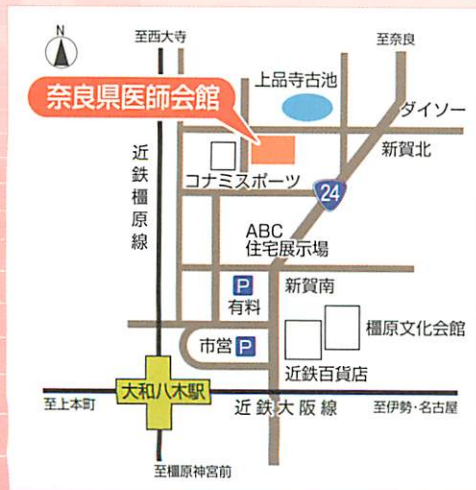 N
至西大寺
至奈良
上品寺古池
奈良県医師会館
ダイソー
新賀北
コナミスポーツ
近鉄橿原線
24
ABC
住宅展示場
P
有料
新賀南
橿原文化会館
市営 P
近鉄百貨店
大和八木駅
至上本町
近鉄大阪線
至伊勢・名古屋
至橿原神宮前